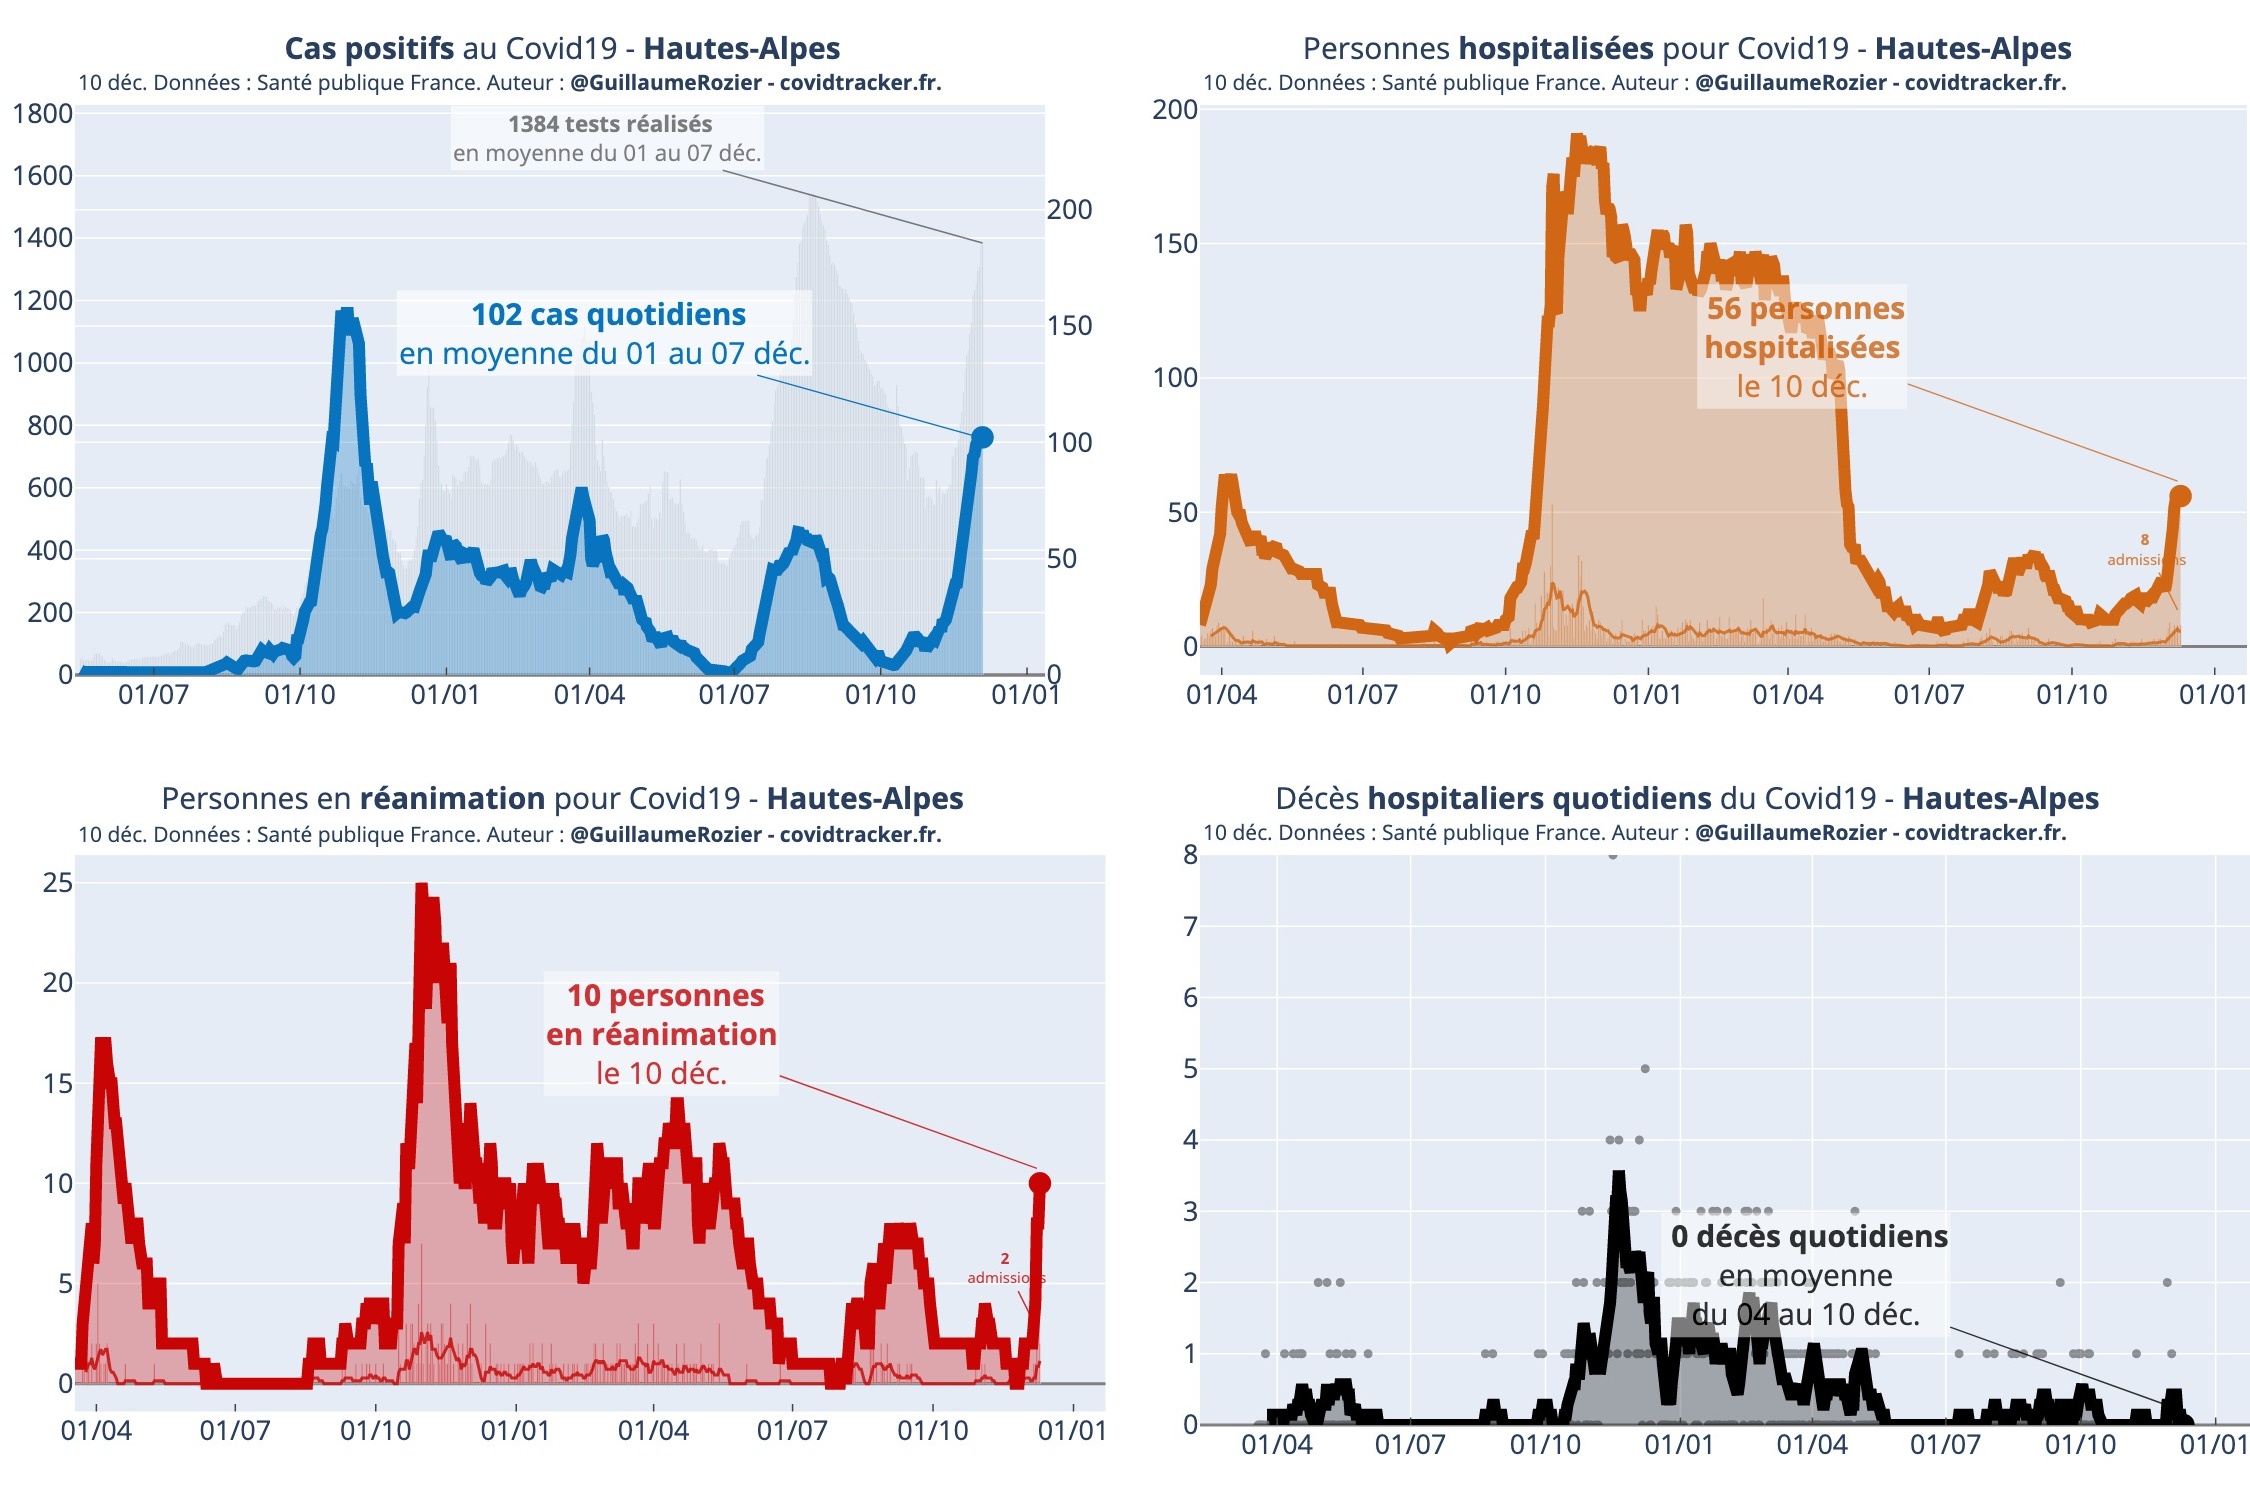 Cas positifs au Covid19 - Hautes-Alpes
10 déc. Données : Santé publique France. Auteur : @GuillaumeRozier - covidtracker.fr.
1800
1600
1400
1200
1000
800
600
400
200
0
200
150
100
50
0
1384 tests réalisés
en moyenne du 01 au 07 déc.
102 cas quotidiens
en moyenne du 01 au 07 déc.
01/07
01/10
01/01
01/04
01/07
01/10
01/01
Personnes hospitalisées pour Covid19 - Hautes-Alpes
10 déc. Données : Santé publique France. Auteur : @GuillaumeRozier - covidtracker.fr.
200
150
100
50
0
56 personnes
hospitalisées
le 10 déc.
8
admissions
01/04
01/07
01/10
01/01
01/04
01/07
01/10
01/01
Personnes en réanimation pour Covid19 - Hautes-Alpes
10 déc. Données : Santé publique France. Auteur : @GuillaumeRozier - covidtracker.fr.
25
20
15
10
5
0
10 personnes
en réanimation
le 10 déc.
2
admissions
01/04
01/07
01/10
01/01
01/04
01/07
01/10
01/01
Décès hospitaliers quotidiens du Covid19 - Hautes-Alpes
10 déc. Données : Santé publique France. Auteur : @GuillaumeRozier - covidtracker.fr.
8
7
6
5
4
3
2
1
0
0 décès quotidiens
en moyenne
du 04 au 10 déc.
01/04
01/07
01/10
01/01
01/04
01/07
01/10
01/01